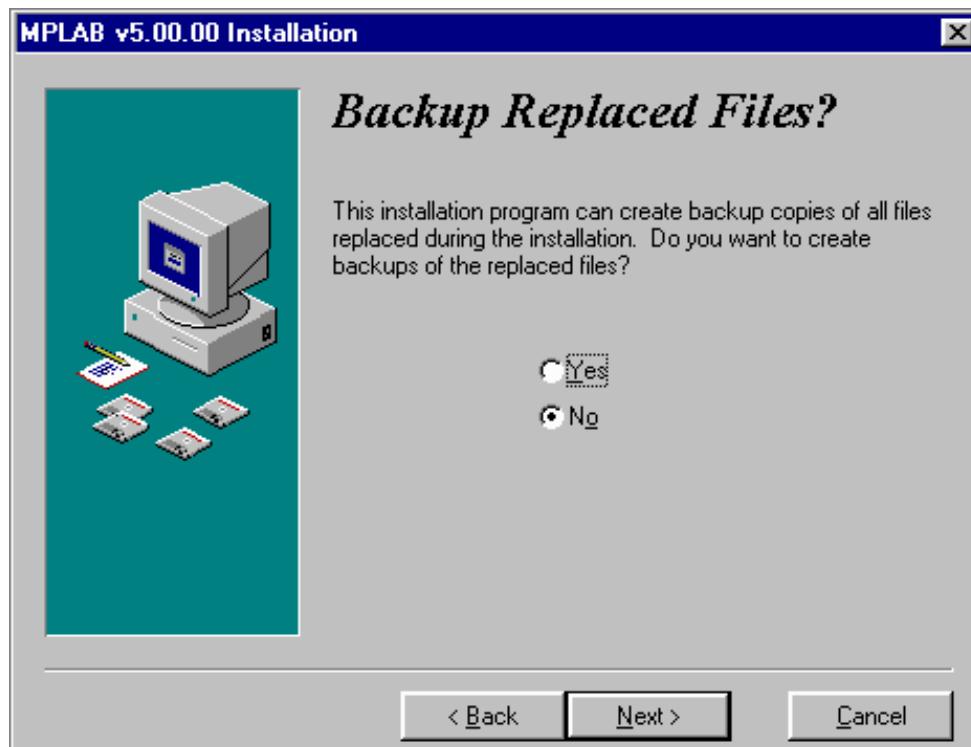 MPLAB v5.00.00 Installation
Backup Replaced Files?
This installation program can create backup copies of all files
replaced during the installation.  Do you want to create
backups of the replaced files?
Yes
No
< Back
Next >
Cancel